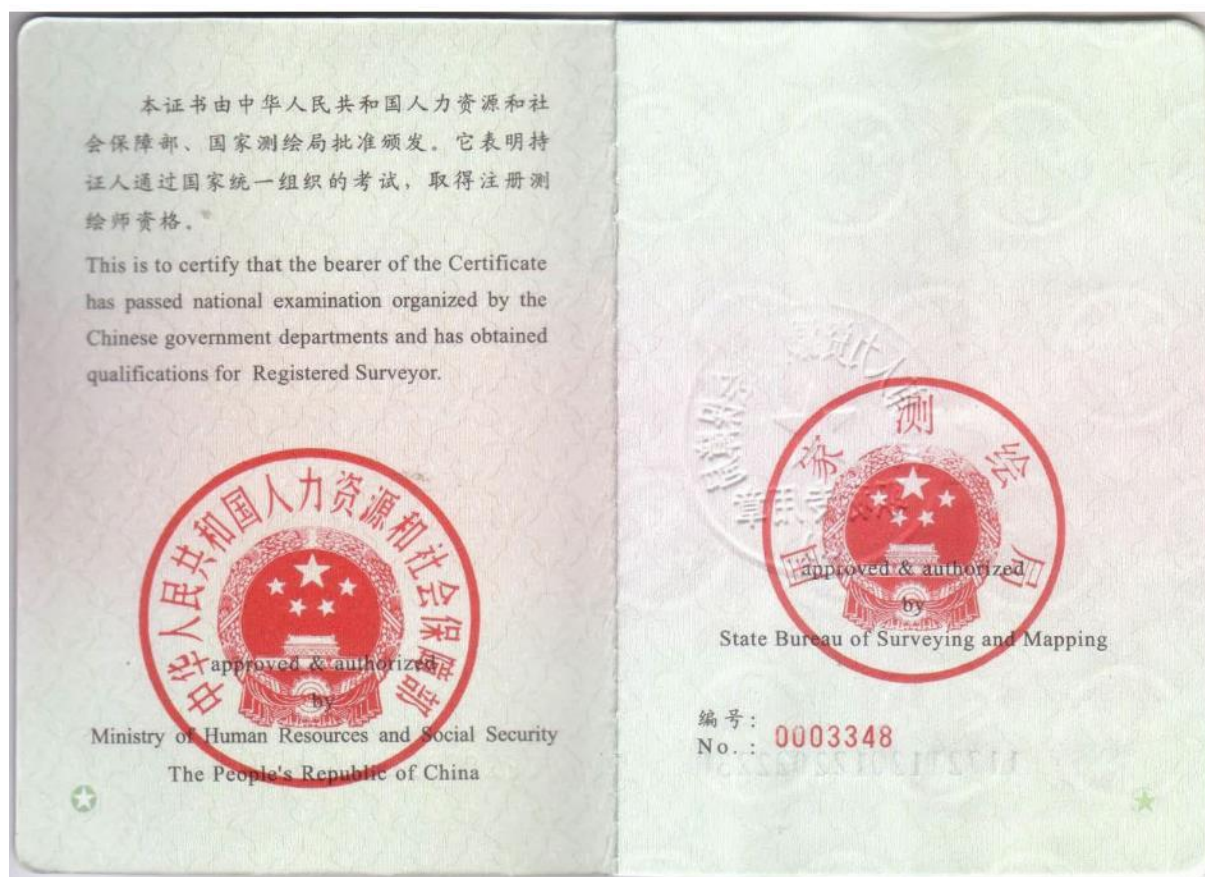 本证书由中华人民共和国人力资源和社
会保障部、国家测绘局批准颁发。它表明持
证人通过国家统一组织的考试，取得注册测
绘师资格。
This is to certify that the bearer of the Certificate
has passed national examination organized by the
Chinese government departments and has obtained
qualifications for Registered Surveyor.
中华人民共和国人力资源和社会保障部
approved & authorized
by
Ministry of Human Resources and Social Security
The People's Republic of China
国家测绘局
approved & authorized
by
State Bureau of Surveying and Mapping
编号:
No. : 0003348